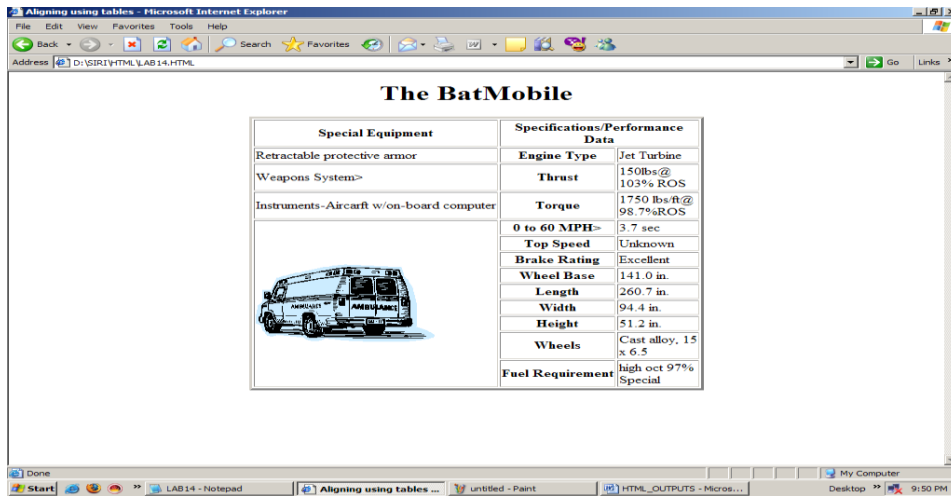 Aligning using tables - Microsoft Internet Explorer
File Edit View Favorites Tools Help
Back Search Favorites
Address D:\SIRI\HTML\LAB14.HTML Go Links
The BatMobile
Special Equipment
Specifications/Performance
Data
Retractable protective armor
Engine Type
Jet Turbine
Weapons System>
Thrust
150lbs@
103% ROS
Instruments-Aircarft w/on-board computer
Torque
1750 lbs/ft@
98.7%ROS
AMBULANCE
AMBULANCE
0 to 60 MPH>
3.7 sec
Top Speed
Unknown
Brake Rating
Excellent
Wheel Base
141.0 in.
Length
260.7 in.
Width
94.4 in.
Height
51.2 in.
Wheels
Cast alloy, 15
x 6.5
Fuel Requirement
high oct 97%
Special
Done My Computer
Start LAB14 - Notepad Aligning using tables ... untitled - Paint HTML_OUTPUTS - Micros... Desktop 9:50 PM